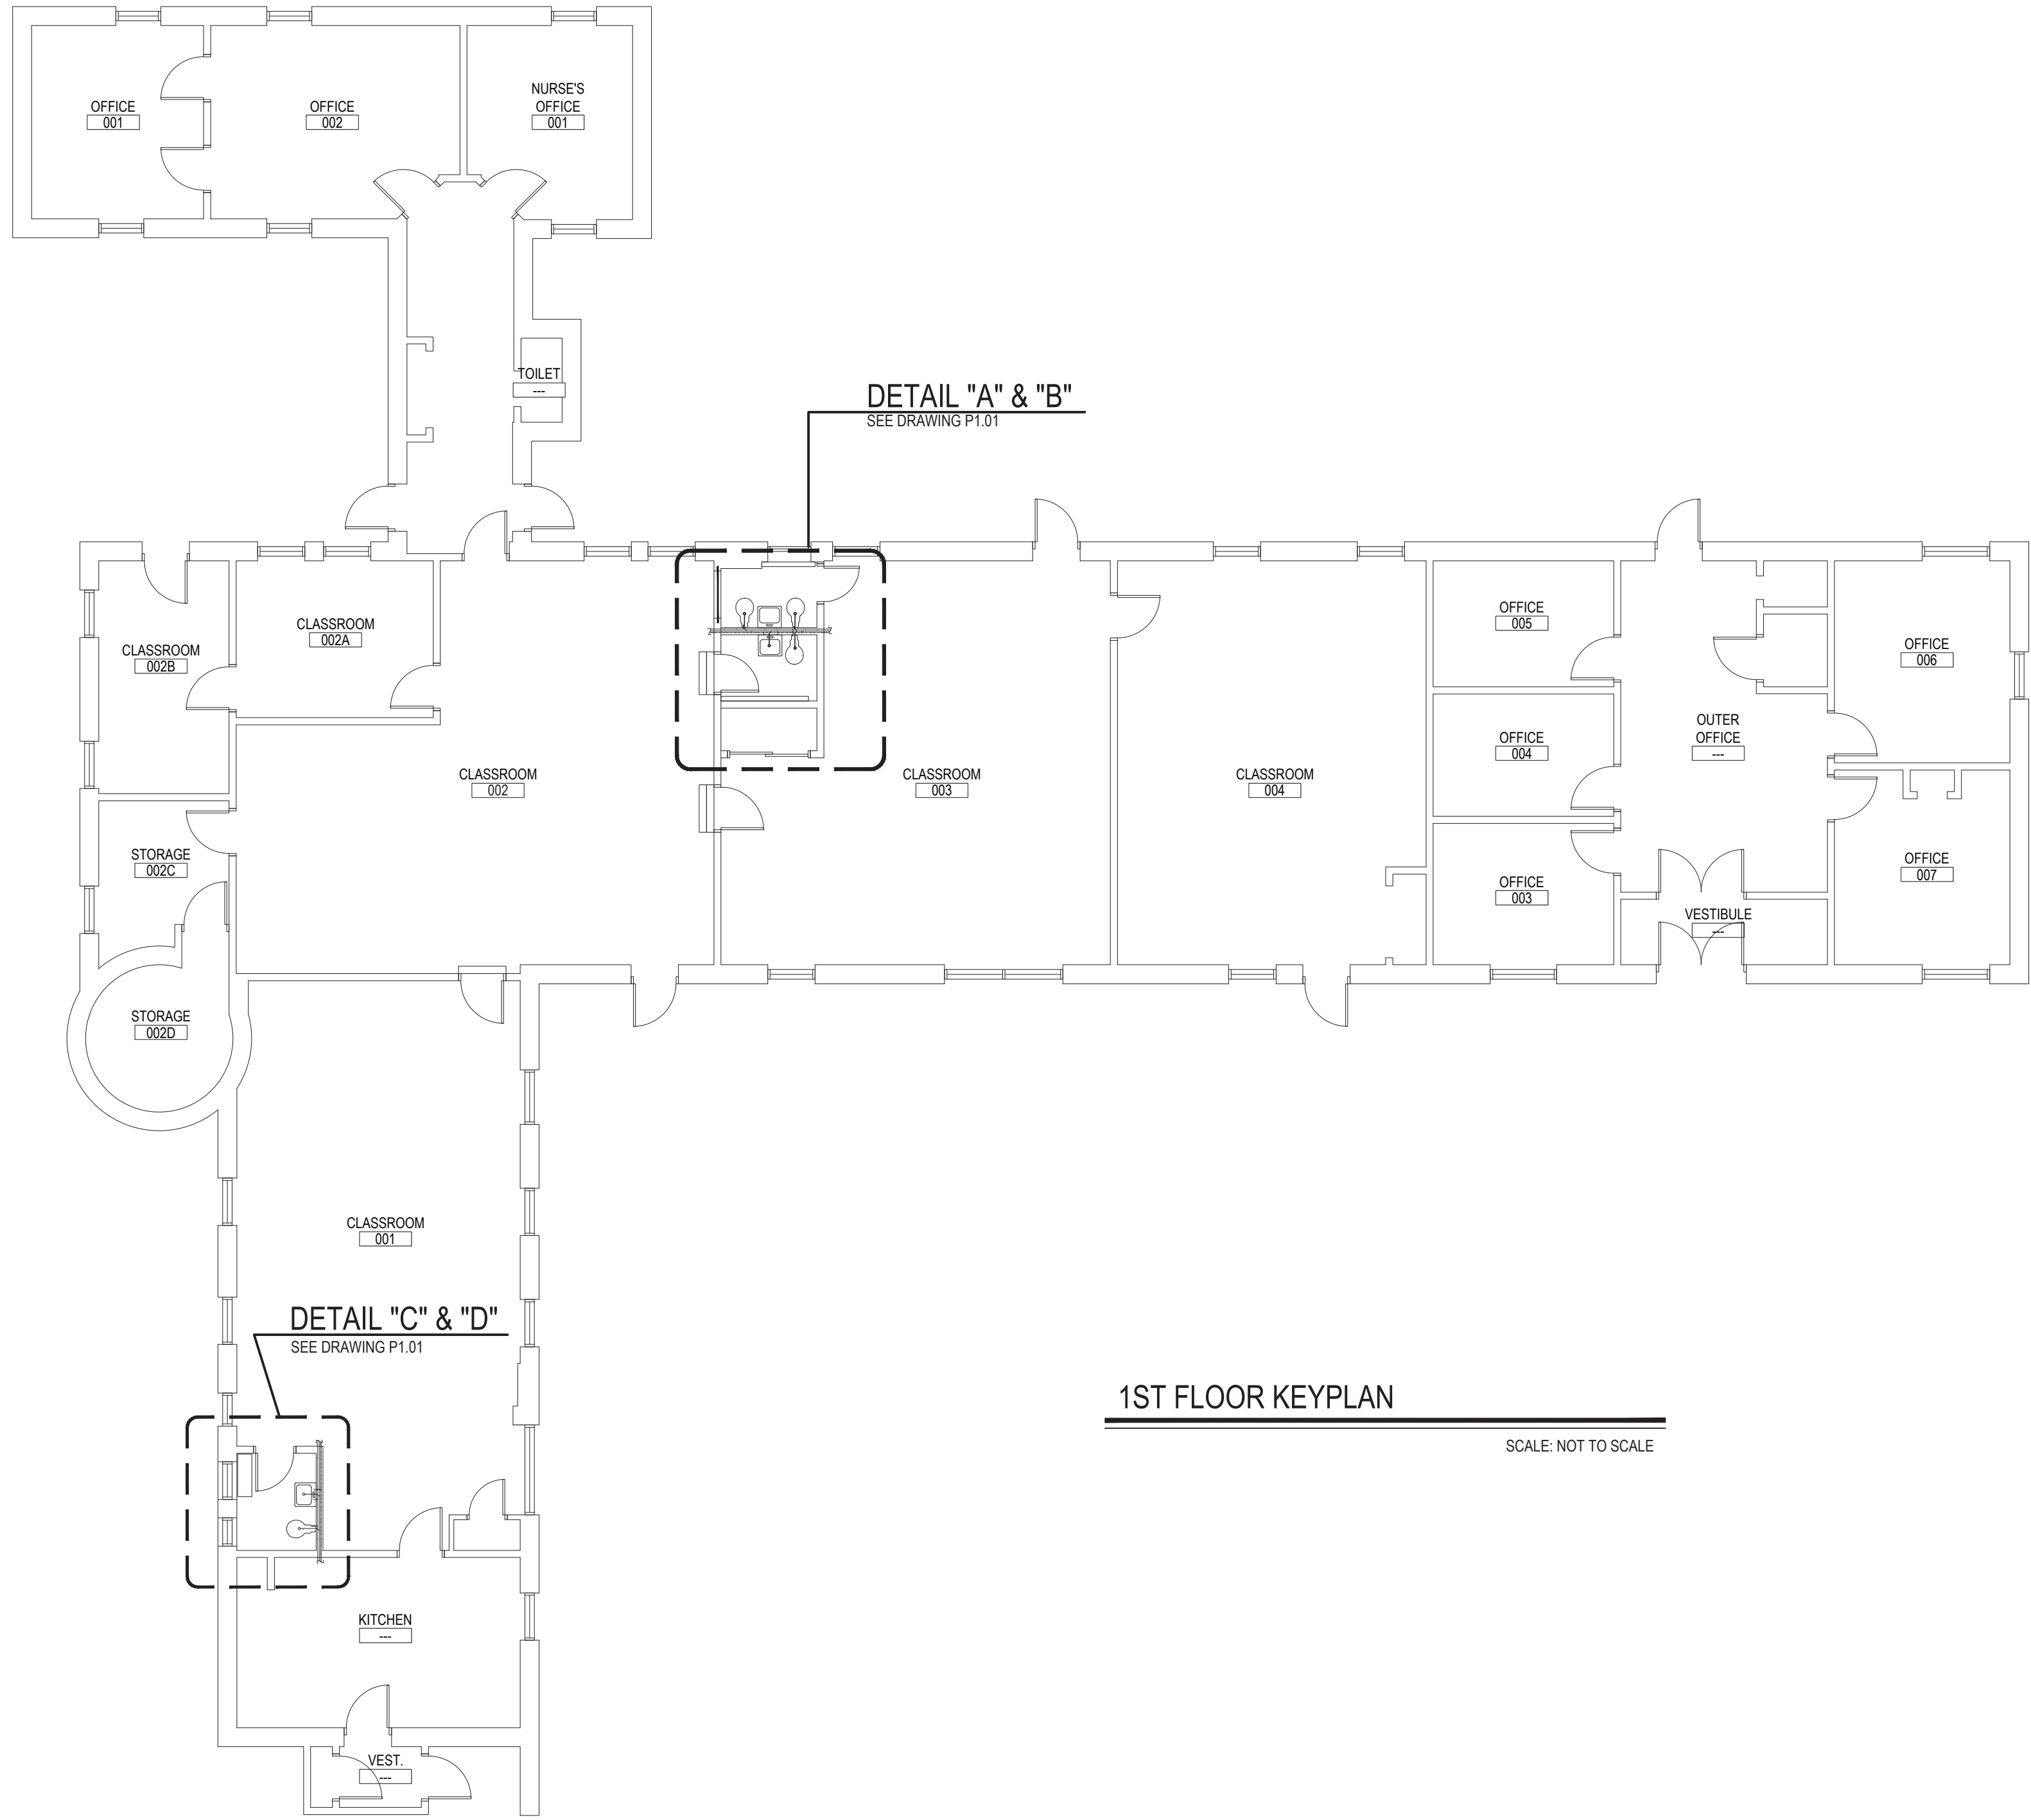 OFFICE
001
OFFICE
002
NURSE'S
OFFICE
001
TOILET
---
DETAIL "A" & "B"
SEE DRAWING P1.01
CLASSROOM
002B
CLASSROOM
002A
CLASSROOM
002
CLASSROOM
003
CLASSROOM
004
OFFICE
005
OFFICE
004
OFFICE
003
OUTER
OFFICE
---
OFFICE
006
OFFICE
007
VESTIBULE
---
STORAGE
002C
STORAGE
002D
CLASSROOM
001
DETAIL "C" & "D"
SEE DRAWING P1.01
1ST FLOOR KEYPLAN
SCALE: NOT TO SCALE
KITCHEN
---
VEST.
---